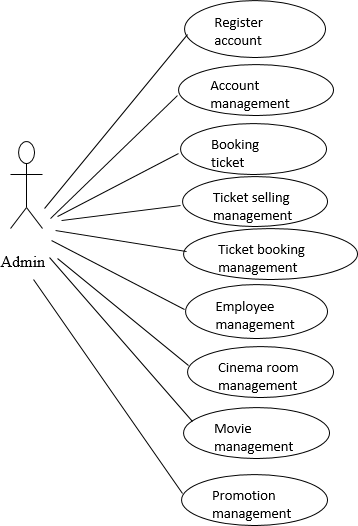 Register
account
Account
management
Booking
ticket
Ticket selling
management
Ticket booking
management
Admin
Employee
management
Cinema room
management
Movie
management
Promotion
management